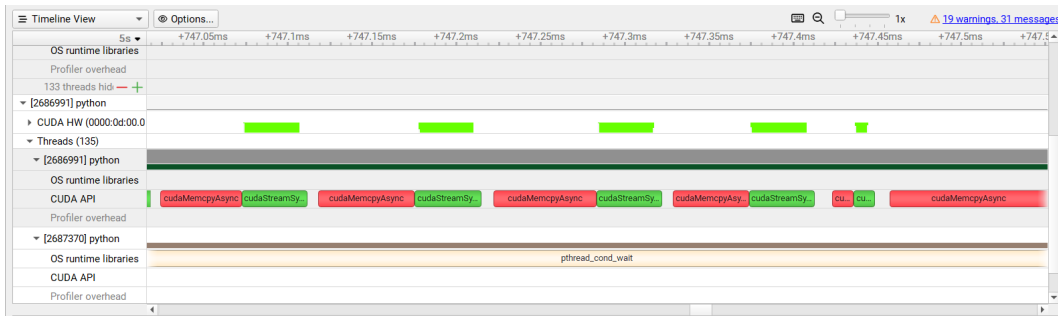 Timeline View Options... 1x 19 warnings, 31 messages
5s +747.05ms +747.1ms +747.15ms +747.2ms +747.25ms +747.3ms +747.35ms +747.4ms +747.45ms +747.5ms
OS runtime libraries
Profiler overhead
133 threads hid
[2686991] python
CUDA HW (0000:0d:00.0
Threads (135)
[2686991] python
OS runtime libraries
CUDA API cudaMemcpyAsync cudaStreamSy... cudaMemcpyAsync cudaStreamSy... cudaMemcpyAsync cudaStreamSy... cudaMemcpyAsy... cudaStreamSy... cu... cu... cudaMemcpyAsync
Profiler overhead
[2687370] python
OS runtime libraries pthread_cond_wait
CUDA API
Profiler overhead